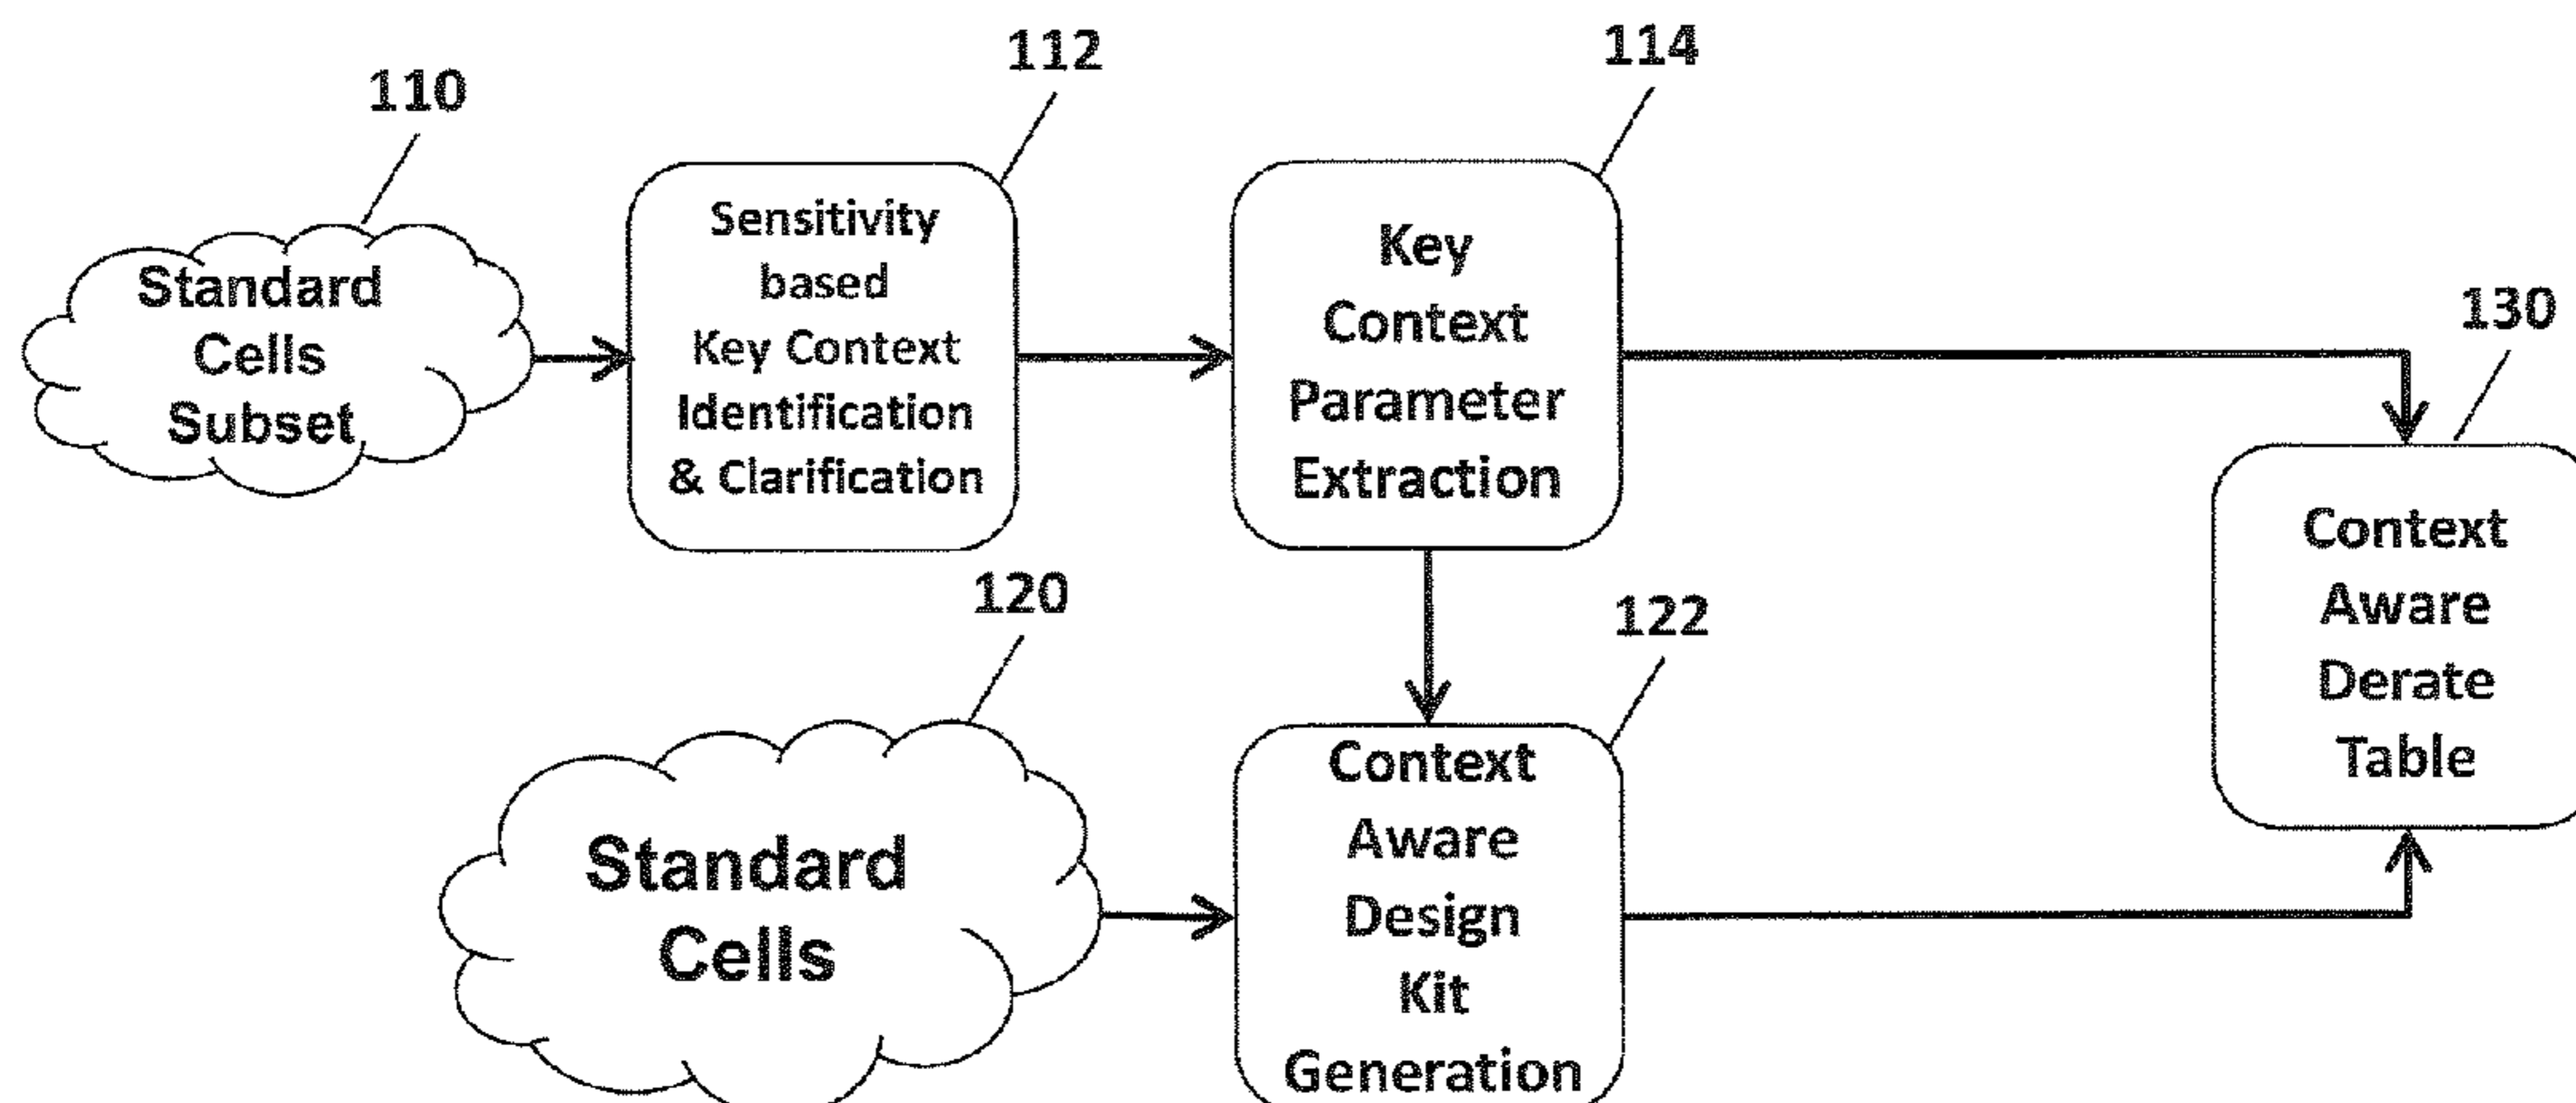 110
Standard
Cells
Subset
112
Sensitivity
based
Key Context
Identification
& Clarification
114
Key
Context
Parameter
Extraction
130
Context
Aware
Derate
Table
120
Standard
Cells
122
Context
Aware
Design
Kit
Generation